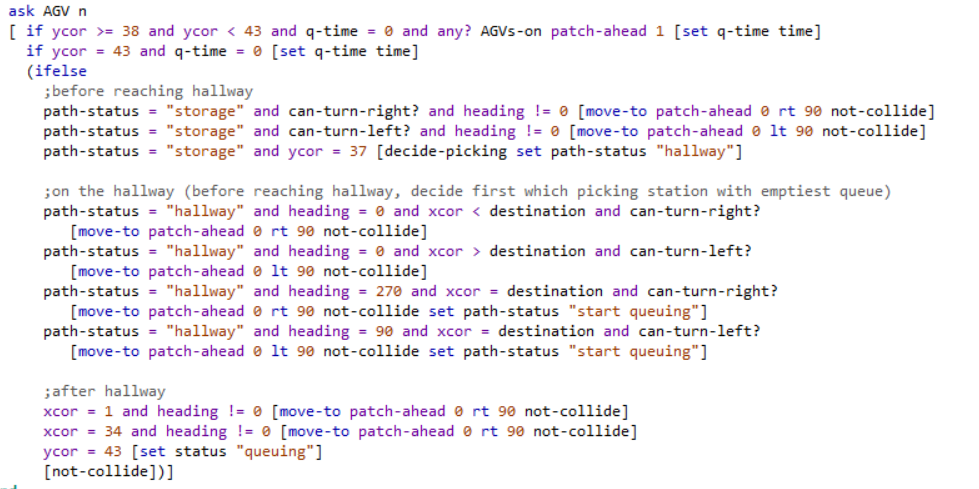 ask AGV n
[ if ycor >= 38 and ycor < 43 and q-time = 0 and any? AGVs-on patch-ahead 1 [set q-time time]
  if ycor = 43 and q-time = 0 [set q-time time]
  (ifelse
    ;before reaching hallway
    path-status = "storage" and can-turn-right? and heading != 0 [move-to patch-ahead 0 rt 90 not-collide]
    path-status = "storage" and can-turn-left? and heading != 0 [move-to patch-ahead 0 lt 90 not-collide]
    path-status = "storage" and ycor = 37 [decide-picking set path-status "hallway"]

    ;on the hallway (before reaching hallway, decide first which picking station with emptiest queue)
    path-status = "hallway" and heading = 0 and xcor < destination and can-turn-right?
       [move-to patch-ahead 0 rt 90 not-collide]
    path-status = "hallway" and heading = 0 and xcor > destination and can-turn-left?
       [move-to patch-ahead 0 lt 90 not-collide]
    path-status = "hallway" and heading = 270 and xcor = destination and can-turn-right?
       [move-to patch-ahead 0 rt 90 not-collide set path-status "start queuing"]
    path-status = "hallway" and heading = 90 and xcor = destination and can-turn-left?
       [move-to patch-ahead 0 lt 90 not-collide set path-status "start queuing"]

    ;after hallway
    xcor = 1 and heading != 0 [move-to patch-ahead 0 rt 90 not-collide]
    xcor = 34 and heading != 0 [move-to patch-ahead 0 rt 90 not-collide]
    ycor = 43 [set status "queuing"]
    [not-collide])]